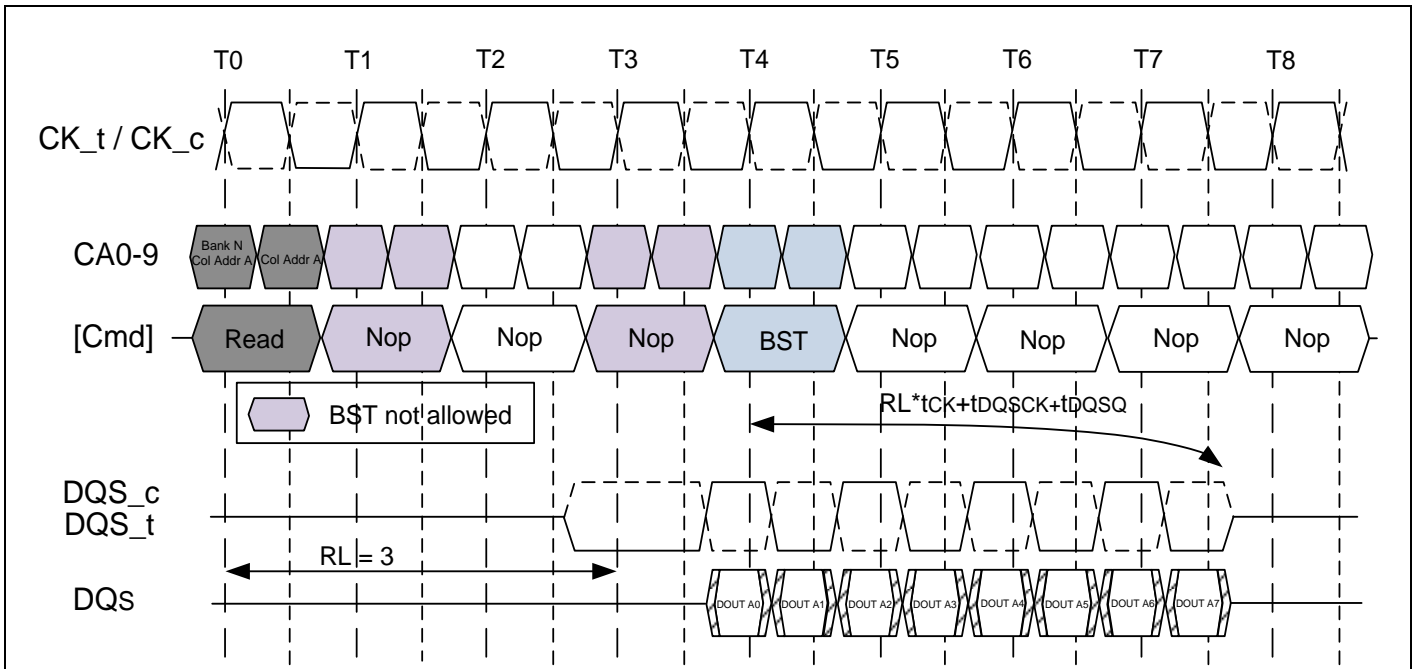 T0 T1 T2 T3 T4 T5 T6 T7 T8
CK_t / CK_c
CA0-9
Bank N
Col Addr A
Col Addr A
[Cmd]
Read Nop Nop Nop BST Nop Nop Nop Nop
BST not allowed
RL*tCK+tDQSCK+tDQSQ
DQS_c
DQS_t
RL = 3
DQs
DOUT A0 DOUT A1 DOUT A2 DOUT A3 DOUT A4 DOUT A5 DOUT A6 DOUT A7